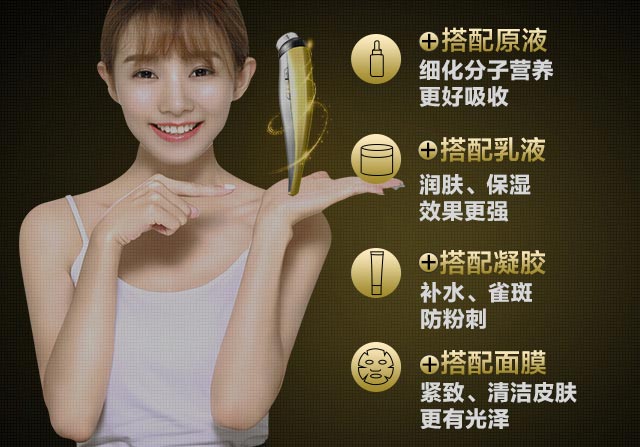 +搭配原液
细化分子营养
更好吸收
+搭配乳液
润肤、保湿
效果更强
+搭配凝胶
补水、雀斑
防粉刺
+搭配面膜
紧致、清洁皮肤
更有光泽